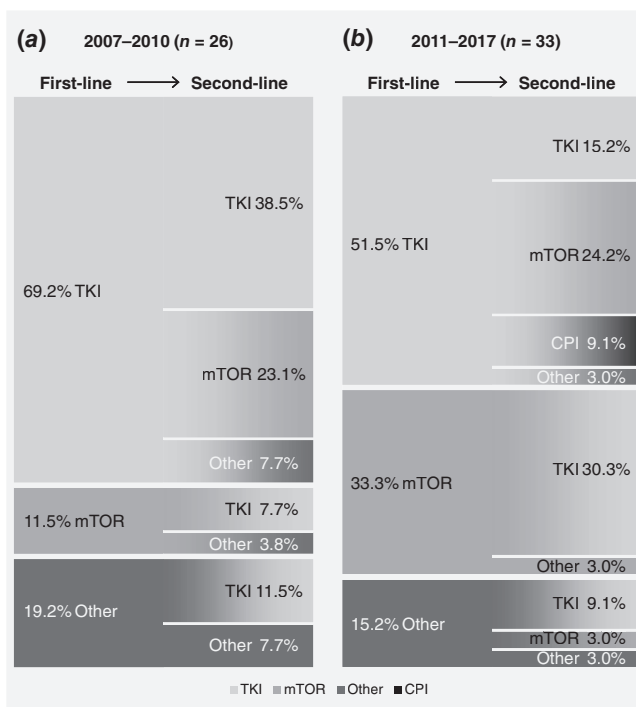 (a) 2007–2010 (n = 26)
First-line → Second-line
69.2% TKI
TKI 38.5%
mTOR 23.1%
Other 7.7%
11.5% mTOR
TKI 7.7%
Other 3.8%
19.2% Other
TKI 11.5%
Other 7.7%
(b) 2011–2017 (n = 33)
First-line → Second-line
51.5% TKI
TKI 15.2%
mTOR 24.2%
CPI 9.1%
Other 3.0%
33.3% mTOR
TKI 30.3%
Other 3.0%
15.2% Other
TKI 9.1%
mTOR 3.0%
Other 3.0%
TKI mTOR Other CPI